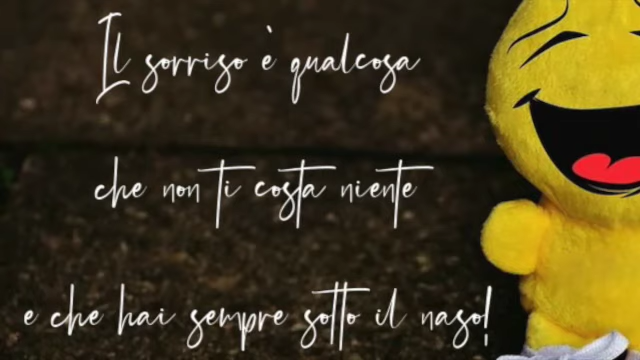 Il sorriso è qualcosa
che non ti costa niente
e che hai sempre sotto il naso!